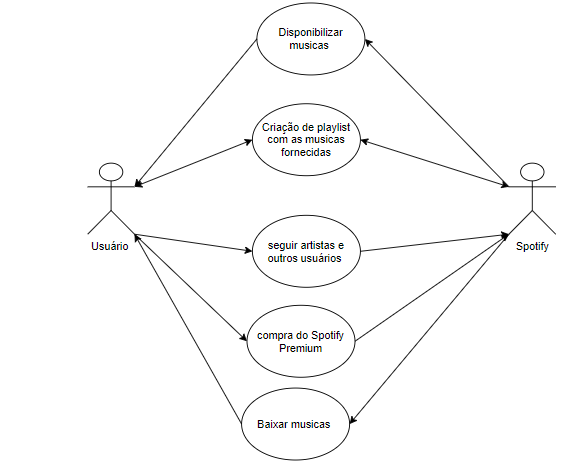 Disponibilizar
musicas
Criação de playlist
com as musicas
fornecidas
Usuário
Spotify
seguir artistas e
outros usuários
compra do Spotify
Premium
Baixar musicas